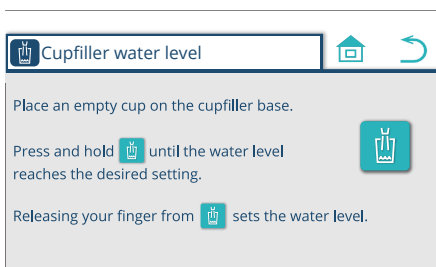 Cupfiller water level
Place an empty cup on the cupfiller base.
Press and hold until the water level
reaches the desired setting.
Releasing your finger from sets the water level.